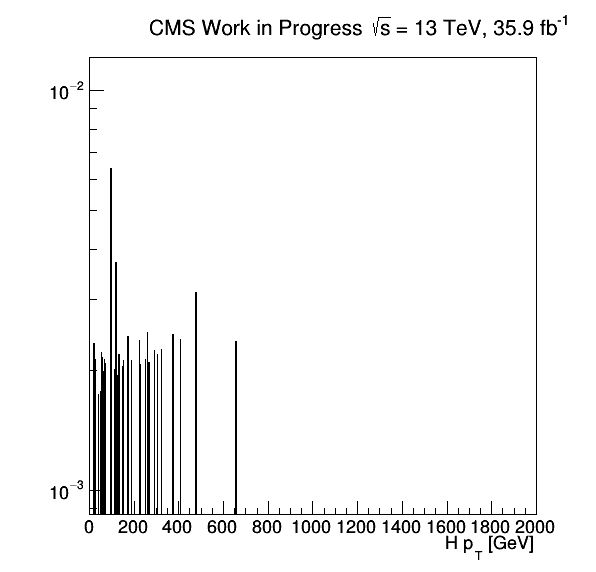 CMS Work in Progress √s = 13 TeV, 35.9 fb⁻¹
10⁻²
10⁻³
0 200 400 600 800 1000 1200 1400 1600 1800 2000
H p_T [GeV]